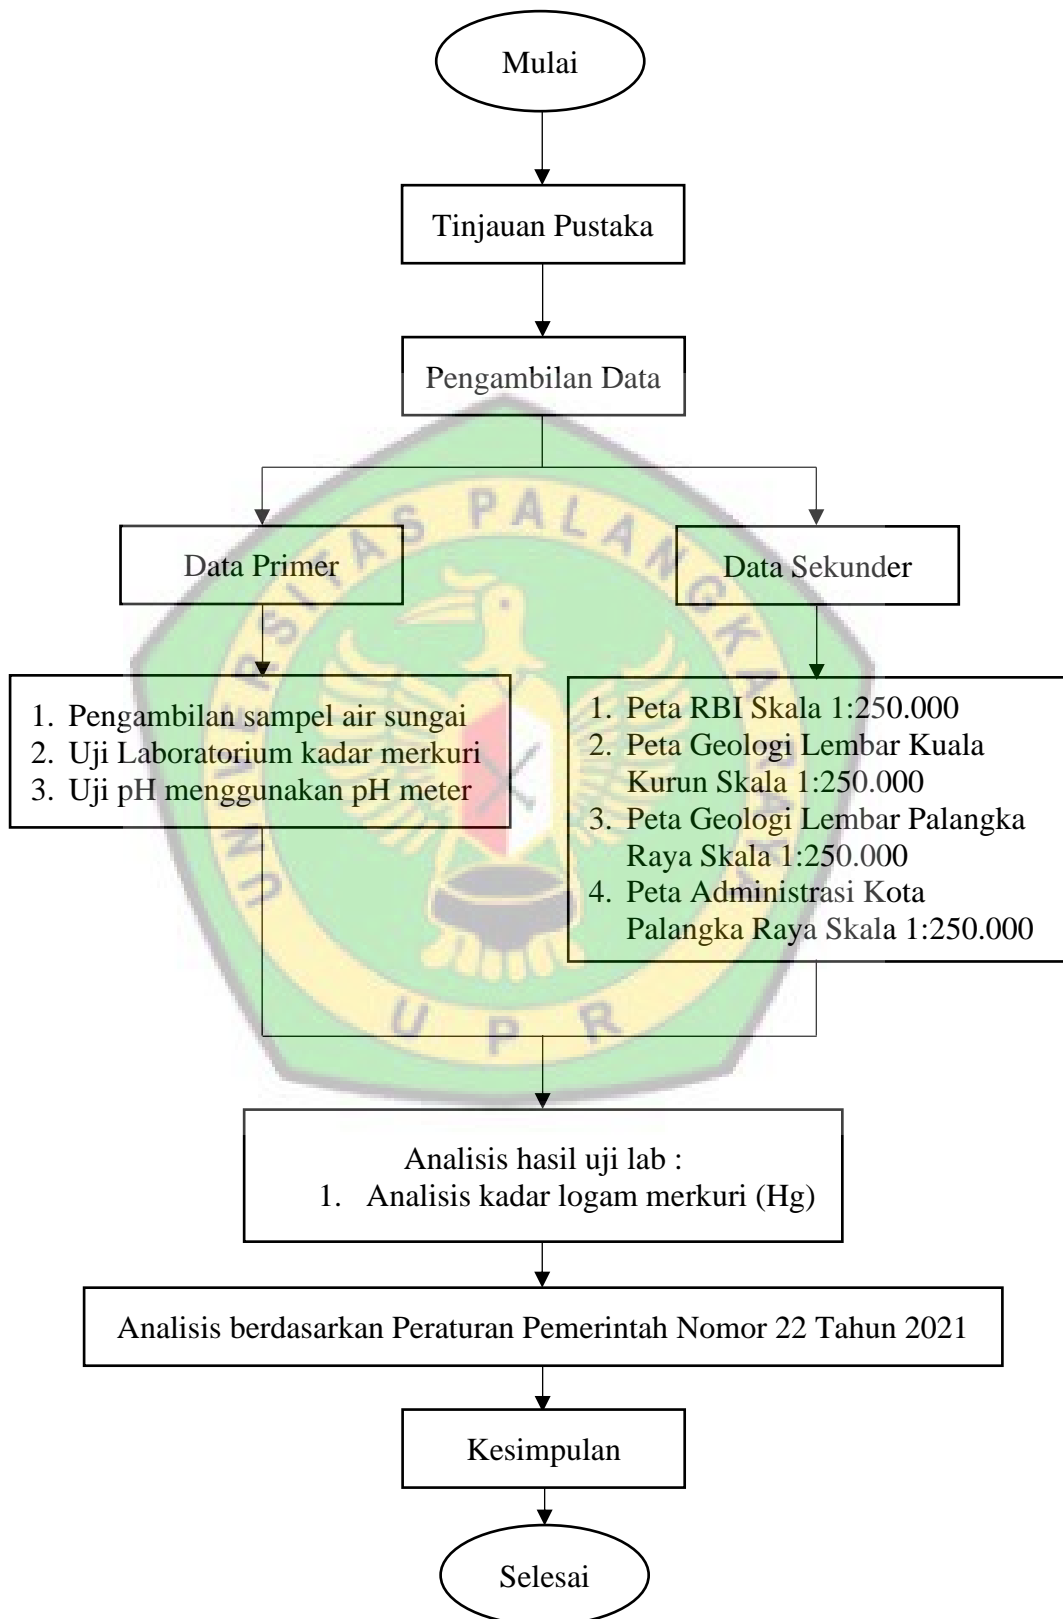 Mulai
Tinjauan Pustaka
Pengambilan Data
UNIVERSITAS PALANGKA RAYA
Data Primer
Data Sekunder
1. Pengambilan sampel air sungai
2. Uji Laboratorium kadar merkuri
3. Uji pH menggunakan pH meter
1. Peta RBI Skala 1:250.000
2. Peta Geologi Lembar Kuala
Kurun Skala 1:250.000
3. Peta Geologi Lembar Palangka
Raya Skala 1:250.000
4. Peta Administrasi Kota
Palangka Raya Skala 1:250.000
UPR
Analisis hasil uji lab :
1. Analisis kadar logam merkuri (Hg)
Analisis berdasarkan Peraturan Pemerintah Nomor 22 Tahun 2021
Kesimpulan
Selesai